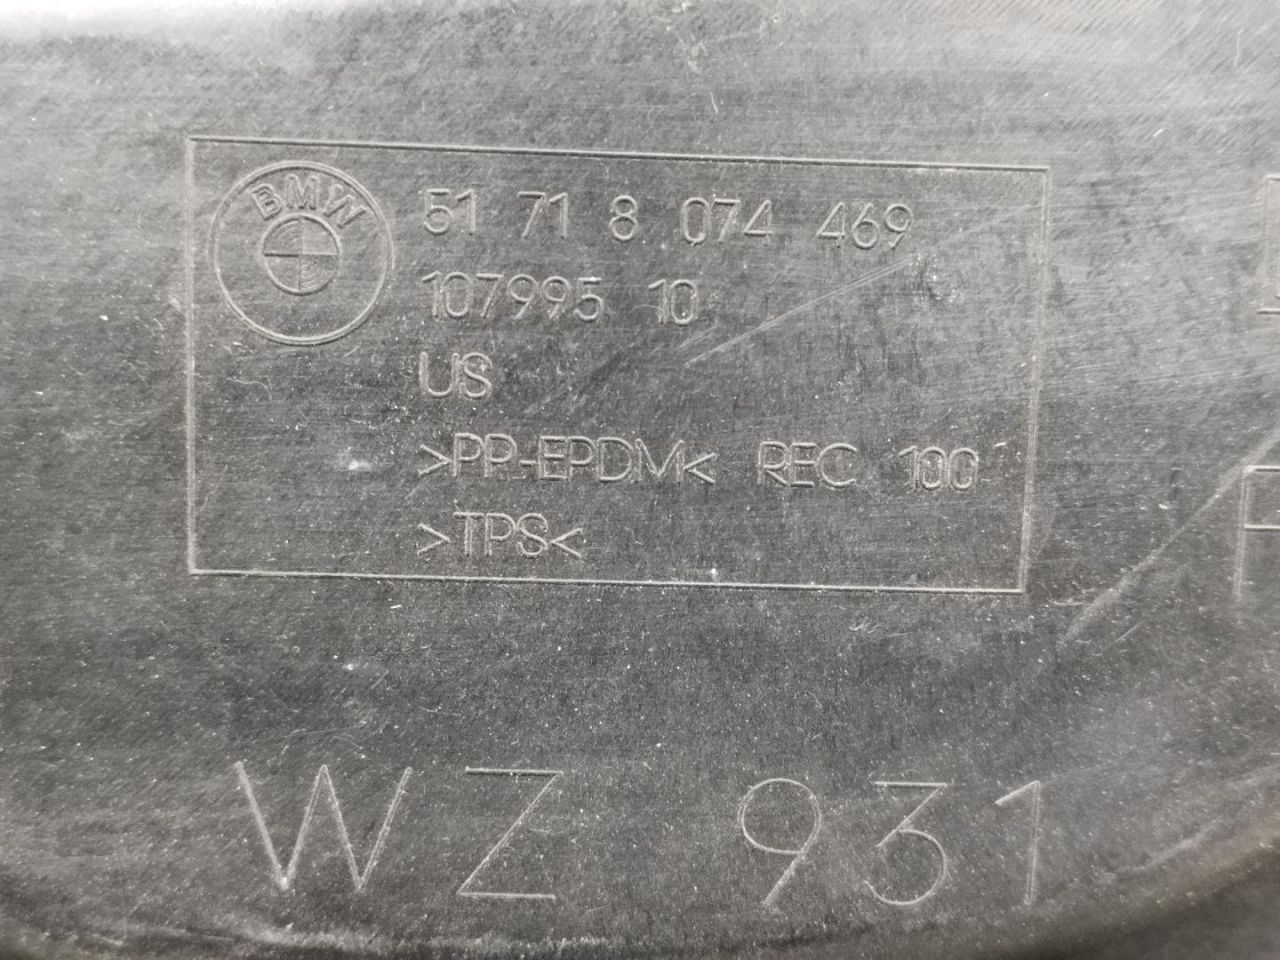 BMW
51 71 8 074 469
107995 10
US
>PP-EPDM< REC 100
>TPS<
WZ 931